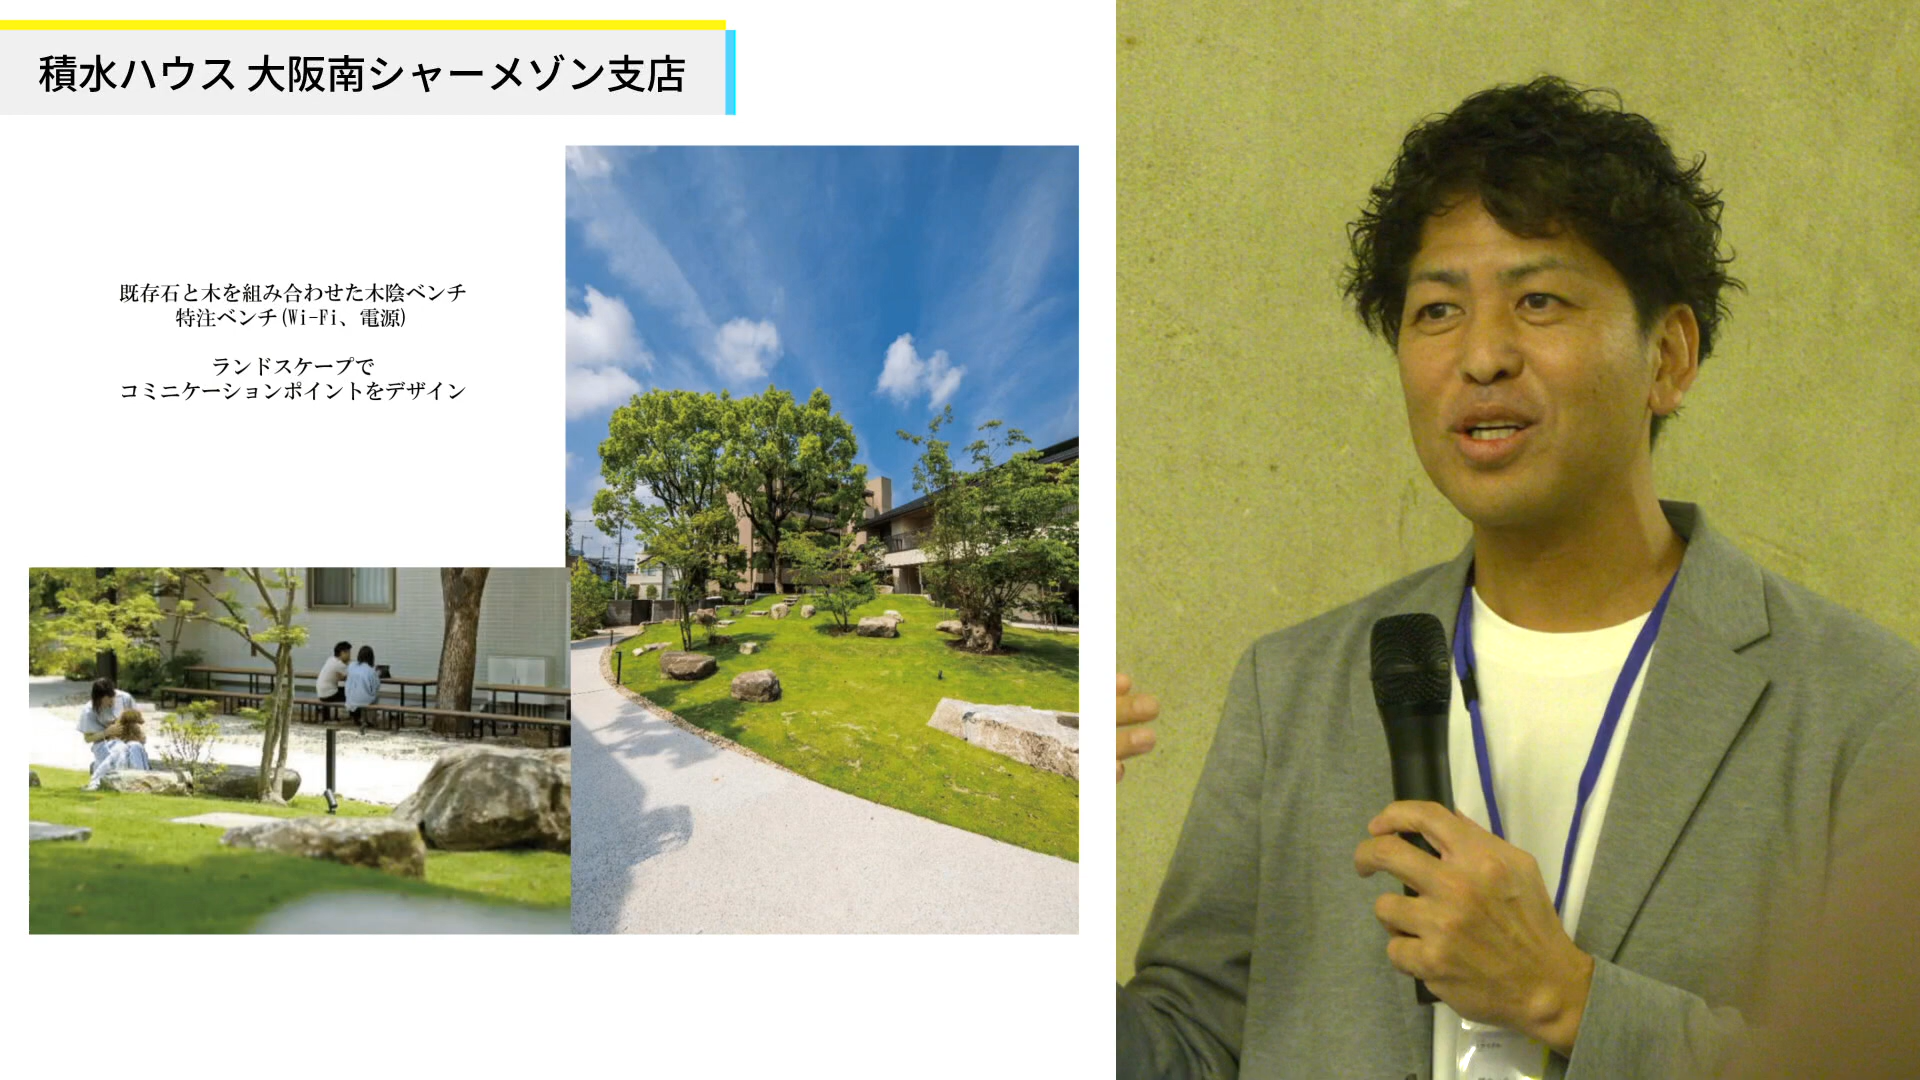 積水ハウス 大阪南シャーメゾン支店
既存石と木を組み合わせた木陰ベンチ
特注ベンチ(Wi-Fi、電源)
ランドスケープで
コミニケーションポイントをデザイン